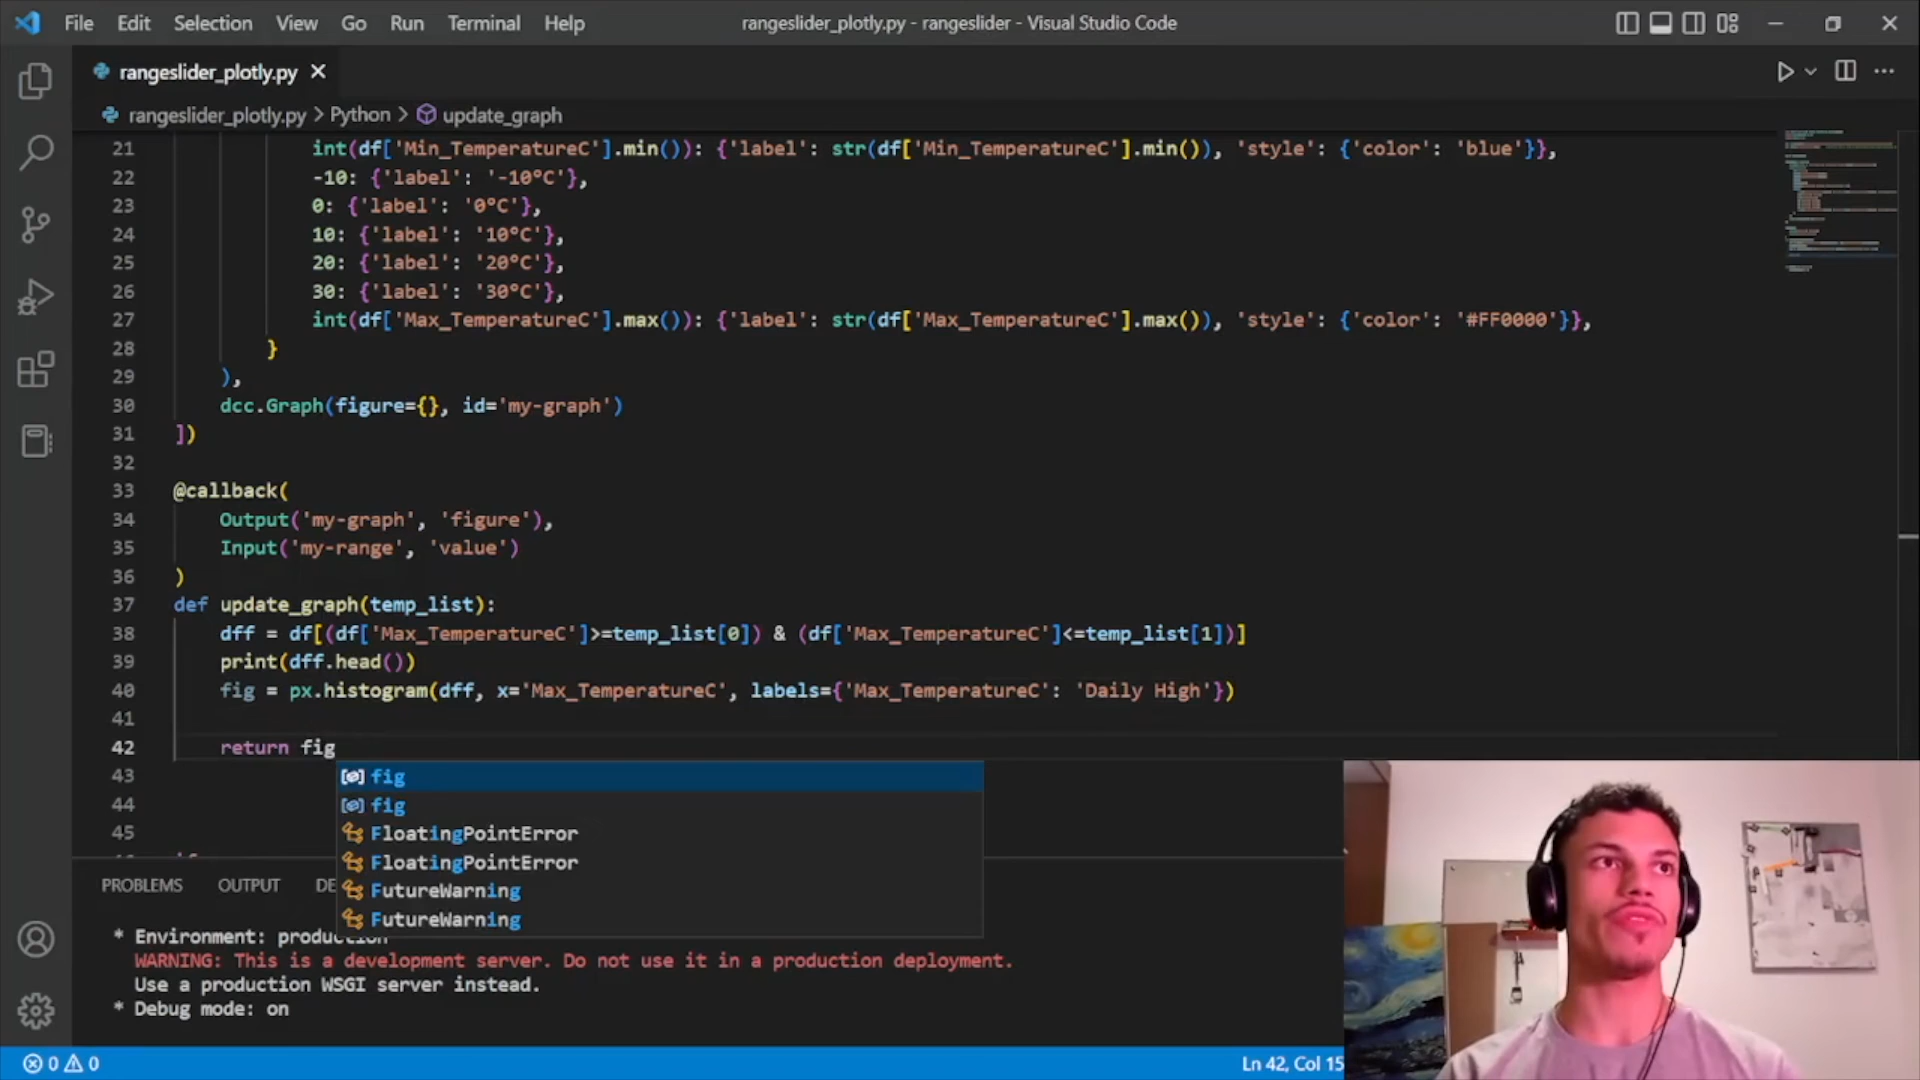 File Edit Selection View Go Run Terminal Help rangeslider_plotly.py - rangeslider - Visual Studio Code
rangeslider_plotly.py
rangeslider_plotly.py > Python > update_graph
21 int(df['Min_TemperatureC'].min()): {'label': str(df['Min_TemperatureC'].min()), 'style': {'color': 'blue'}},
22 -10: {'label': '-10°C'},
23 0: {'label': '0°C'},
24 10: {'label': '10°C'},
25 20: {'label': '20°C'},
26 30: {'label': '30°C'},
27 int(df['Max_TemperatureC'].max()): {'label': str(df['Max_TemperatureC'].max()), 'style': {'color': '#FF0000'}},
28 }
29 ),
30 dcc.Graph(figure={}, id='my-graph')
31 ])
32
33 @callback(
34 Output('my-graph', 'figure'),
35 Input('my-range', 'value')
36 )
37 def update_graph(temp_list):
38 dff = df[(df['Max_TemperatureC']>=temp_list[0]) & (df['Max_TemperatureC']<=temp_list[1])]
39 print(dff.head())
40 fig = px.histogram(dff, x='Max_TemperatureC', labels={'Max_TemperatureC': 'Daily High'})
41
42 return fig
43 fig
44 fig
45 FloatingPointError
FloatingPointError
FutureWarning
FutureWarning
PROBLEMS OUTPUT DE
* Environment: production
WARNING: This is a development server. Do not use it in a production deployment.
Use a production WSGI server instead.
* Debug mode: on
0 0 Ln 42, Col 15